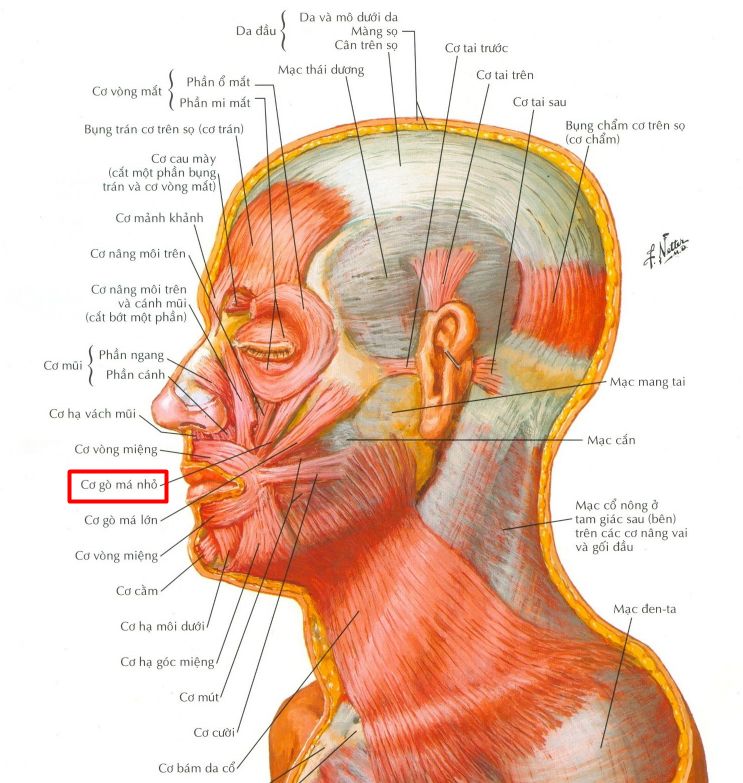 Da đầu
Da và mô dưới da
Màng sọ
Cân trên sọ
Cơ tai trước
Mạc thái dương
Cơ tai trên
Cơ vòng mắt
Phần ổ mắt
Phần mi mắt
Cơ tai sau
Bụng trán cơ trên sọ (cơ trán)
Bụng chẩm cơ trên sọ
(cơ chẩm)
Cơ cau mày
(cắt một phần bụng
trán và cơ vòng mắt)
Cơ mảnh khảnh
Cơ nâng môi trên
Cơ nâng môi trên
và cánh mũi
(cắt bớt một phần)
Cơ mũi
Phần ngang
Phần cánh
Mạc mang tai
Cơ hạ vách mũi
Mạc cắn
Cơ vòng miệng
Cơ gò má nhỏ
Cơ gò má lớn
Mạc cổ nông ở
tam giác sau (bên)
trên các cơ nâng vai
và gối đầu
Cơ vòng miệng
Cơ cằm
Mạc đen-ta
Cơ hạ môi dưới
Cơ hạ góc miệng
Cơ mút
Cơ cười
Cơ bám da cổ
F. Netter
M.D.